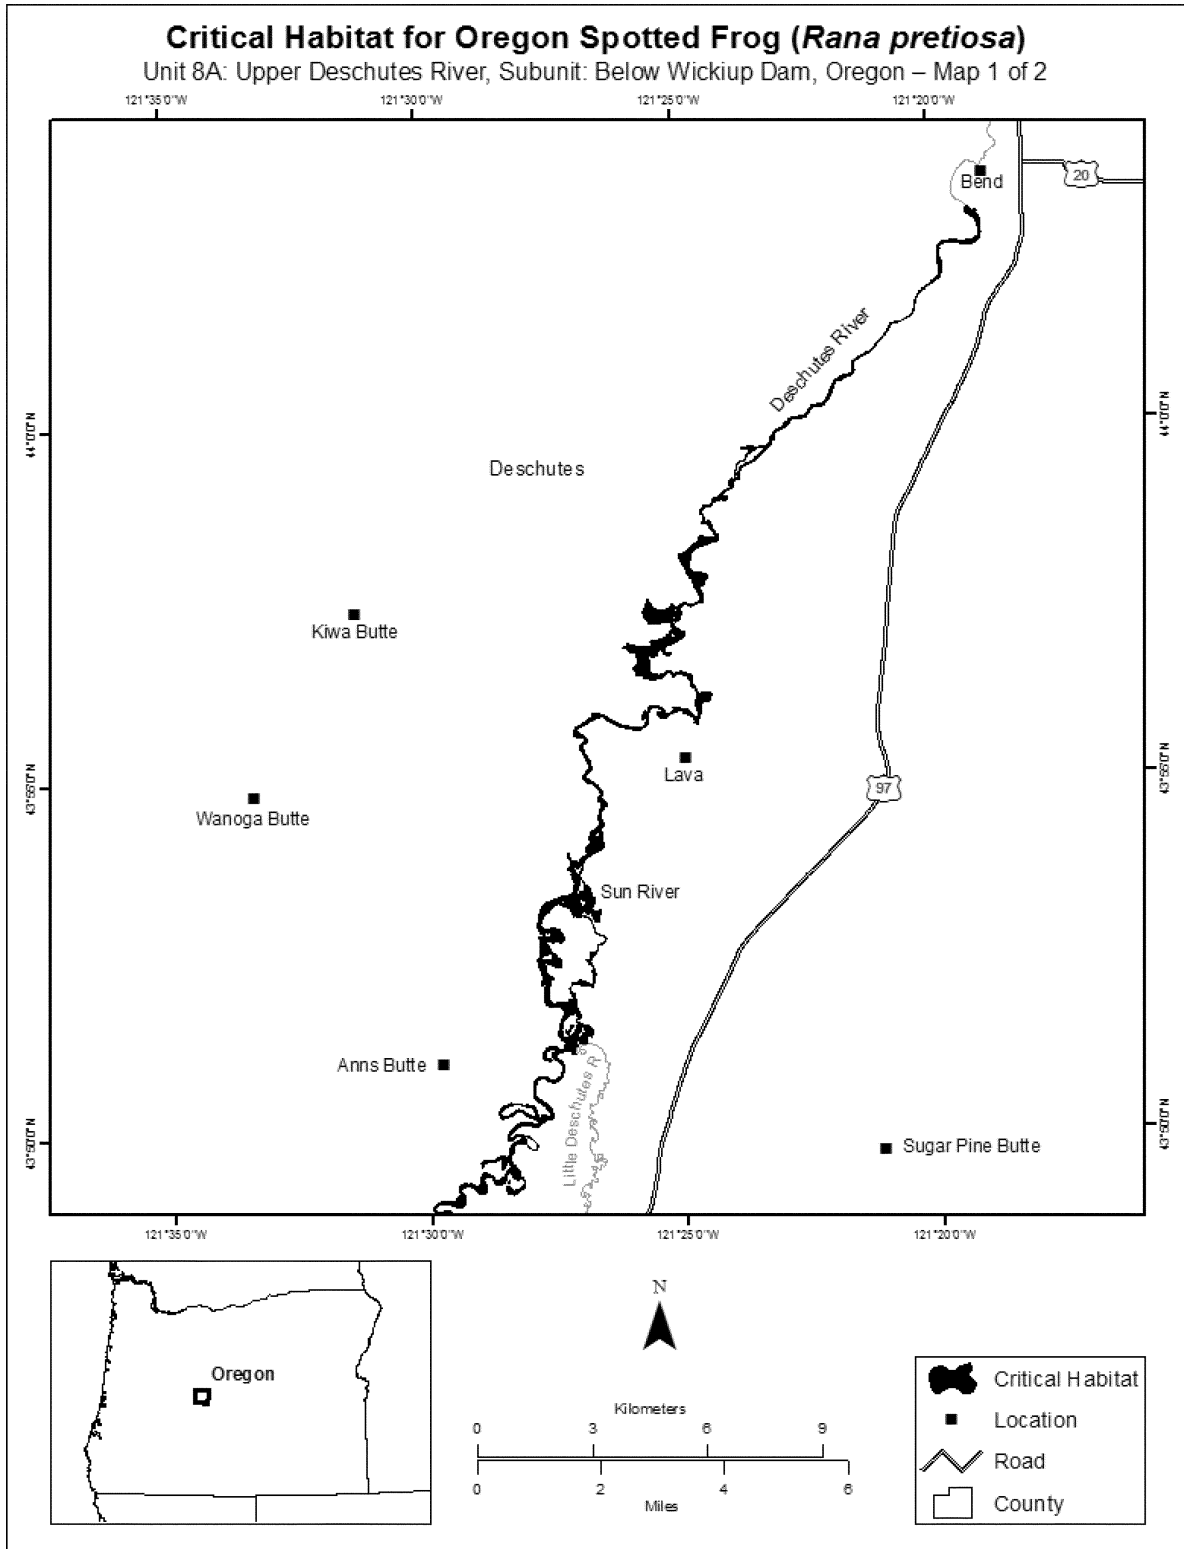 Critical Habitat for Oregon Spotted Frog (Rana pretiosa)
Unit 8A: Upper Deschutes River, Subunit: Below Wickiup Dam, Oregon – Map 1 of 2
121°35'0"W
121°30'0"W
121°25'0"W
121°20'0"W
Bend
20
Deschutes River
44°0'0"N
44°0'0"N
Deschutes
Kiwa Butte
Lava
43°55'0"N
43°55'0"N
97
Wanoga Butte
Sun River
Anns Butte
Little Deschutes R
43°50'0"N
43°50'0"N
Sugar Pine Butte
121°35'0"W
121°30'0"W
121°25'0"W
121°20'0"W
Oregon
N
Kilometers
0 3 6 9
0 2 4 6
Miles
Critical Habitat
Location
Road
County